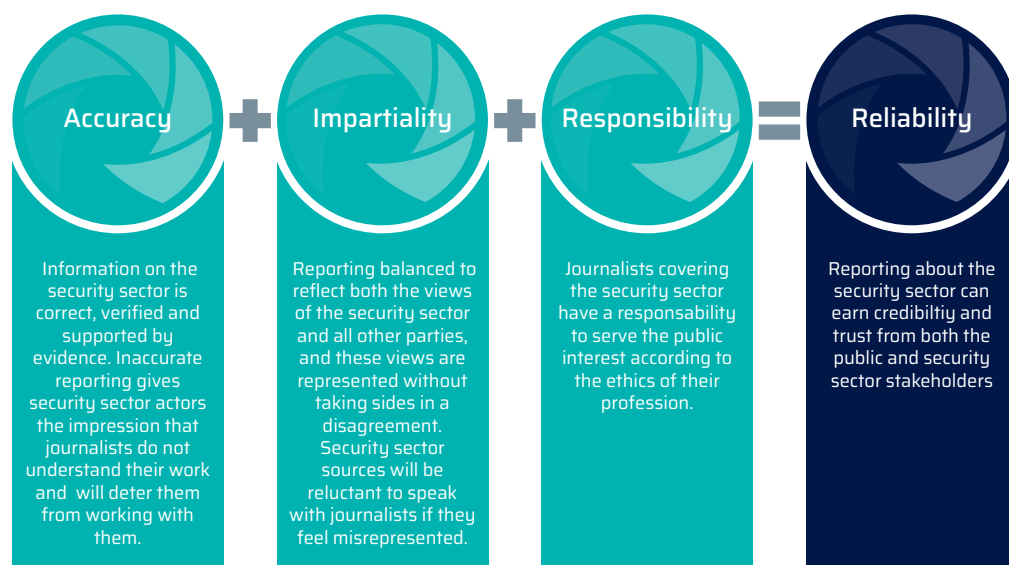 Accuracy
Information on the
security sector is
correct, verified and
supported by
evidence. Inaccurate
reporting gives
security sector actors
the impression that
journalists do not
understand their work
and will deter them
from working with
them.
Impartiality
Reporting balanced to
reflect both the views
of the security sector
and all other parties,
and these views are
represented without
taking sides in a
disagreement.
Security sector
sources will be
reluctant to speak
with journalists if they
feel misrepresented.
Responsibility
Journalists covering
the security sector
have a responsability
to serve the public
interest according to
the ethics of their
profession.
Reliability
Reporting about the
security sector can
earn credibiltiy and
trust from both the
public and security
sector stakeholders